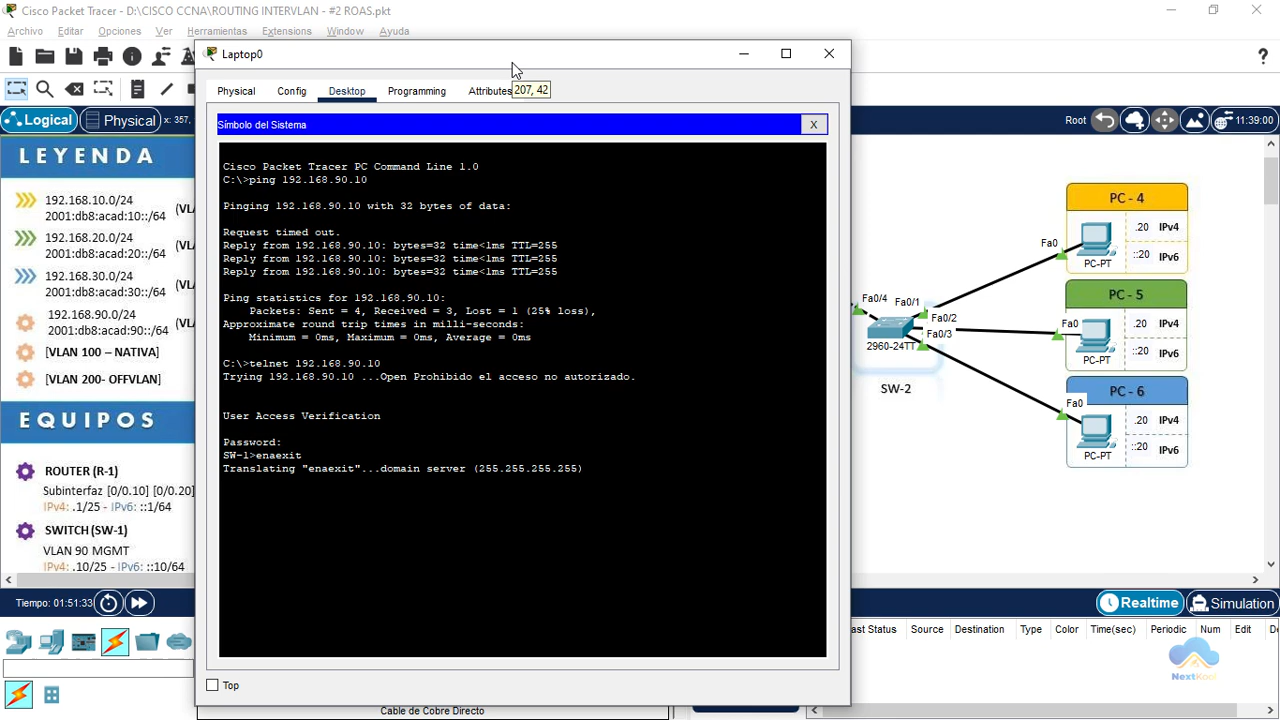 Cisco Packet Tracer - D:\CISCO CCNA\ROUTING INTERVLAN - #2 ROAS.pkt
Archivo Editar Opciones Ver Herramientas Extensions Window Ayuda
Laptop0
Physical Config Desktop Programming Attributes
207, 42
Logical Physical x: 357,
Root 11:39:00
Símbolo del Sistema X
Cisco Packet Tracer PC Command Line 1.0
C:\>ping 192.168.90.10
Pinging 192.168.90.10 with 32 bytes of data:
Request timed out.
Reply from 192.168.90.10: bytes=32 time<1ms TTL=255
Reply from 192.168.90.10: bytes=32 time<1ms TTL=255
Reply from 192.168.90.10: bytes=32 time<1ms TTL=255
Ping statistics for 192.168.90.10:
Packets: Sent = 4, Received = 3, Lost = 1 (25% loss),
Approximate round trip times in milli-seconds:
Minimum = 0ms, Maximum = 0ms, Average = 0ms
C:\>telnet 192.168.90.10
Trying 192.168.90.10 ...Open Prohibido el acceso no autorizado.
User Access Verification
Password:
SW-1>enaexit
Translating "enaexit"...domain server (255.255.255.255)
Top
LEYENDA
192.168.10.0/24
2001:db8:acad:10::/64 (VLA
192.168.20.0/24
2001:db8:acad:20::/64 (VLA
192.168.30.0/24
2001:db8:acad:30::/64 (VLA
192.168.90.0/24
2001:db8:acad:90::/64 (VLA
[VLAN 100 – NATIVA]
[VLAN 200- OFFVLAN]
EQUIPOS
ROUTER (R-1)
Subinterfaz [0/0.10] [0/0.20]
IPv4: .1/25 - IPv6: ::1/64
SWITCH (SW-1)
VLAN 90 MGMT
IPv4: .10/25 - IPv6: ::10/64
PC - 4
Fa0
PC-PT
.20 IPv4
::20 IPv6
PC - 5
Fa0
PC-PT
.20 IPv4
::20 IPv6
PC - 6
Fa0
PC-PT
.20 IPv4
::20 IPv6
Fa0/4 Fa0/1
Fa0/2
Fa0/3
2960-24TT
SW-2
Tiempo: 01:51:33
Realtime Simulation
ast Status Source Destination Type Color Time(sec) Periodic Num Edit De
NextKool
Cable de Cobre Directo